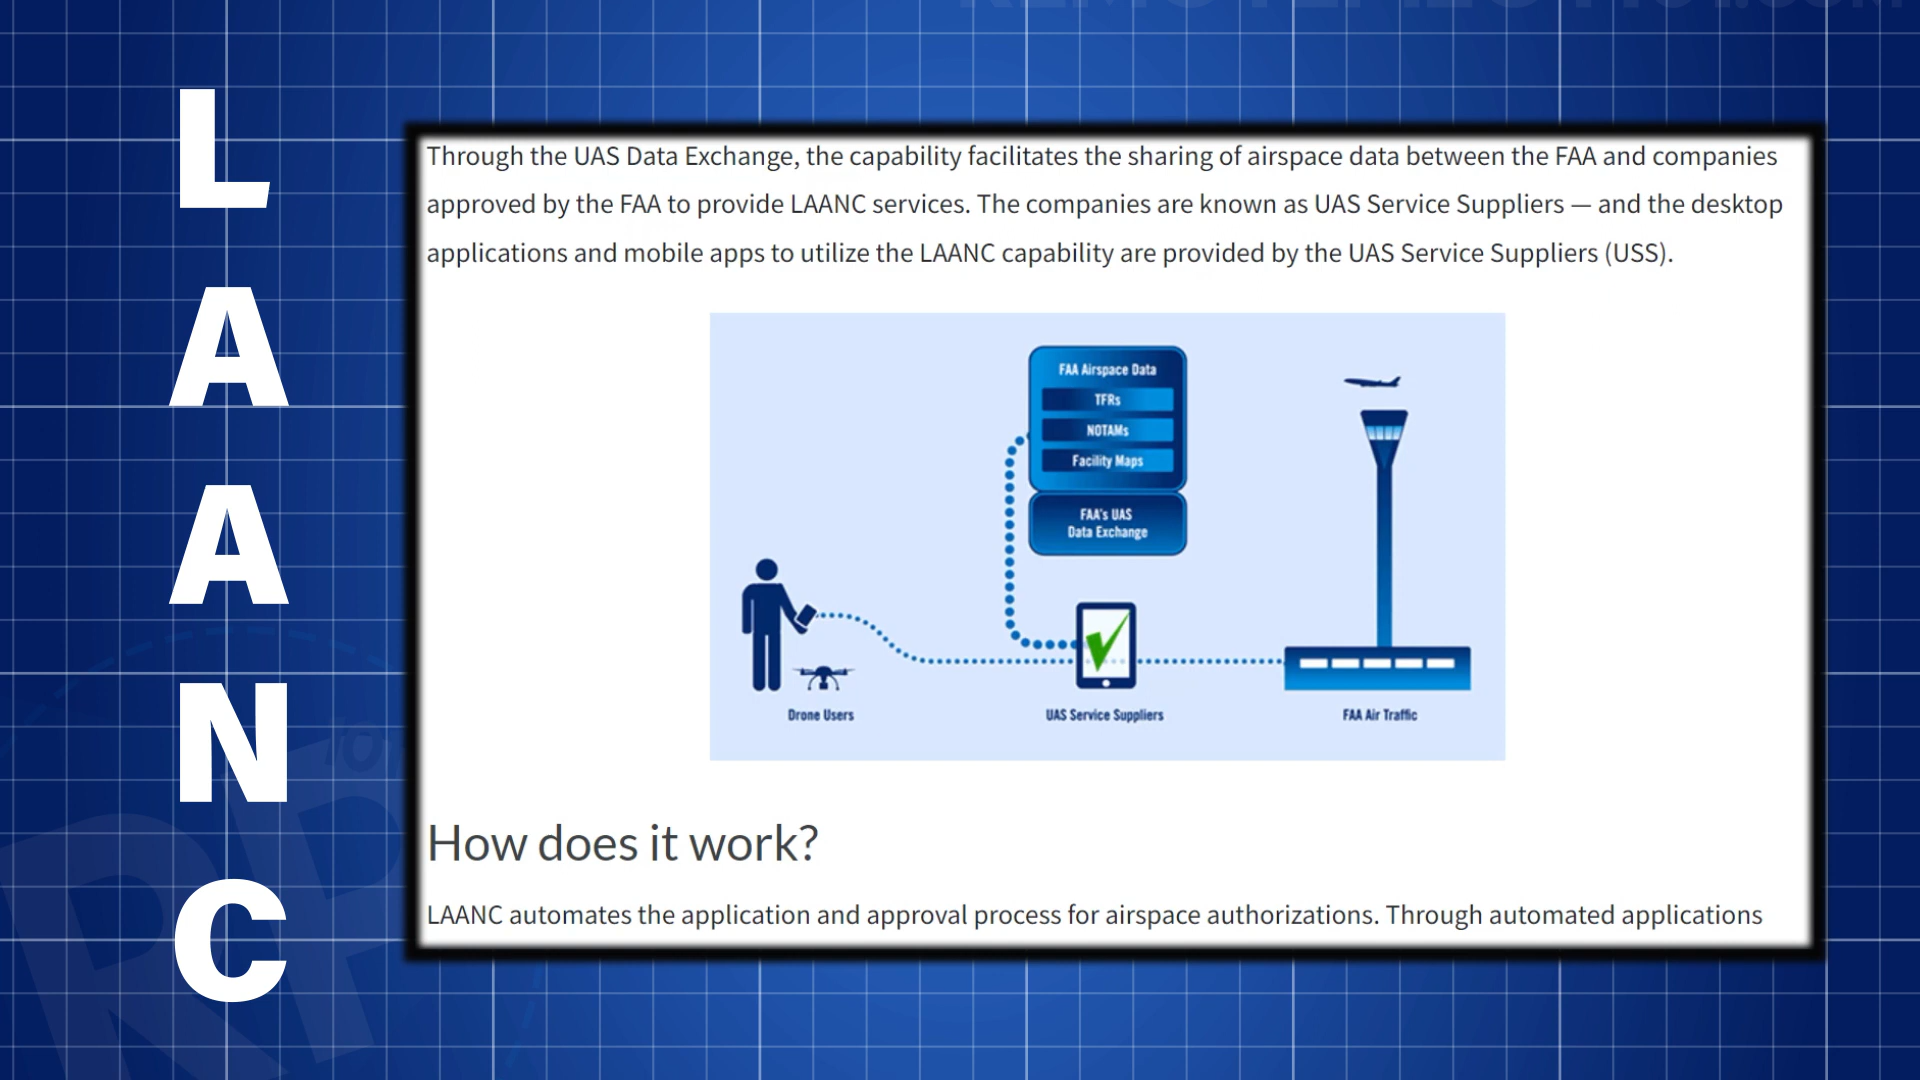 L
A
A
N
C
Through the UAS Data Exchange, the capability facilitates the sharing of airspace data between the FAA and companies
approved by the FAA to provide LAANC services. The companies are known as UAS Service Suppliers — and the desktop
applications and mobile apps to utilize the LAANC capability are provided by the UAS Service Suppliers (USS).
FAA Airspace Data
TFRs
NOTAMs
Facility Maps
FAA's UAS
Data Exchange
Drone Users
UAS Service Suppliers
FAA Air Traffic
How does it work?
LAANC automates the application and approval process for airspace authorizations. Through automated applications
RP